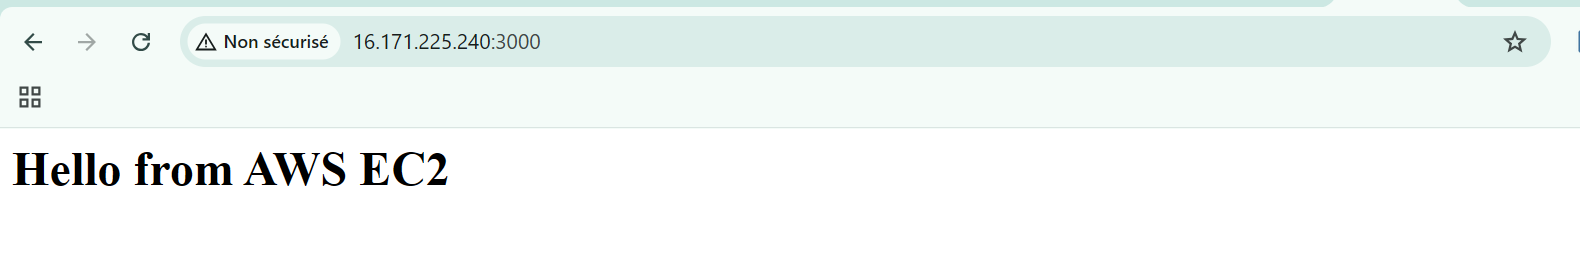 Non sécurisé 16.171.225.240:3000
Hello from AWS EC2